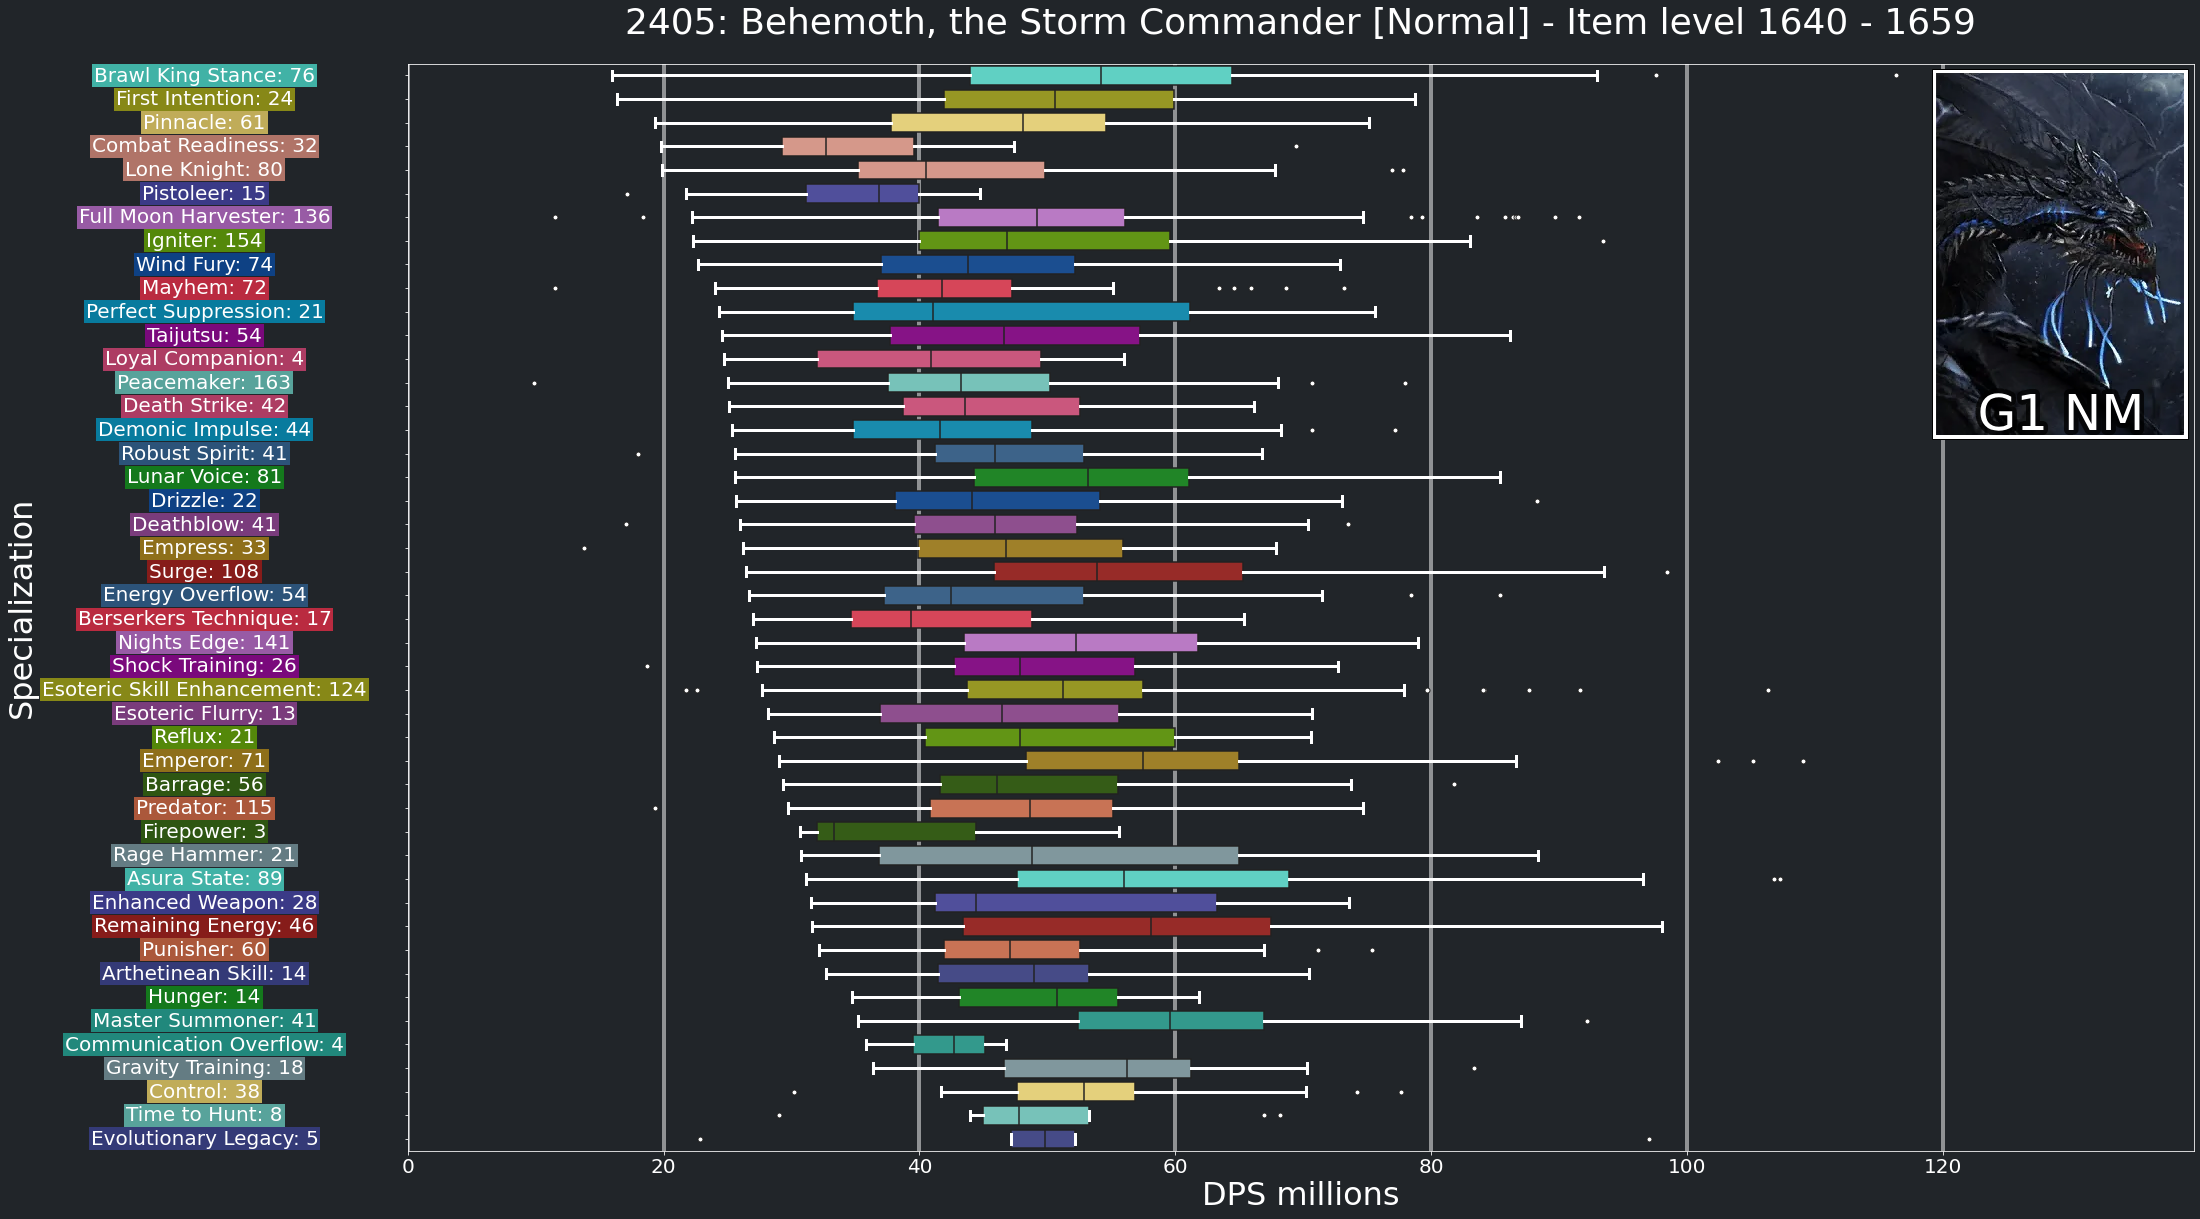 2405: Behemoth, the Storm Commander [Normal] - Item level 1640 - 1659
Brawl King Stance: 76
First Intention: 24
Pinnacle: 61
Combat Readiness: 32
Lone Knight: 80
Pistoleer: 15
Full Moon Harvester: 136
Igniter: 154
Wind Fury: 74
Mayhem: 72
Perfect Suppression: 21
Taijutsu: 54
Loyal Companion: 4
Peacemaker: 163
Death Strike: 42
Demonic Impulse: 44
Robust Spirit: 41
Lunar Voice: 81
Drizzle: 22
Deathblow: 41
Empress: 33
Surge: 108
Energy Overflow: 54
Berserkers Technique: 17
Nights Edge: 141
Shock Training: 26
Esoteric Skill Enhancement: 124
Esoteric Flurry: 13
Reflux: 21
Emperor: 71
Barrage: 56
Predator: 115
Firepower: 3
Rage Hammer: 21
Asura State: 89
Enhanced Weapon: 28
Remaining Energy: 46
Punisher: 60
Arthetinean Skill: 14
Hunger: 14
Master Summoner: 41
Communication Overflow: 4
Gravity Training: 18
Control: 38
Time to Hunt: 8
Evolutionary Legacy: 5
Specialization
G1 NM
0 20 40 60 80 100 120
DPS millions